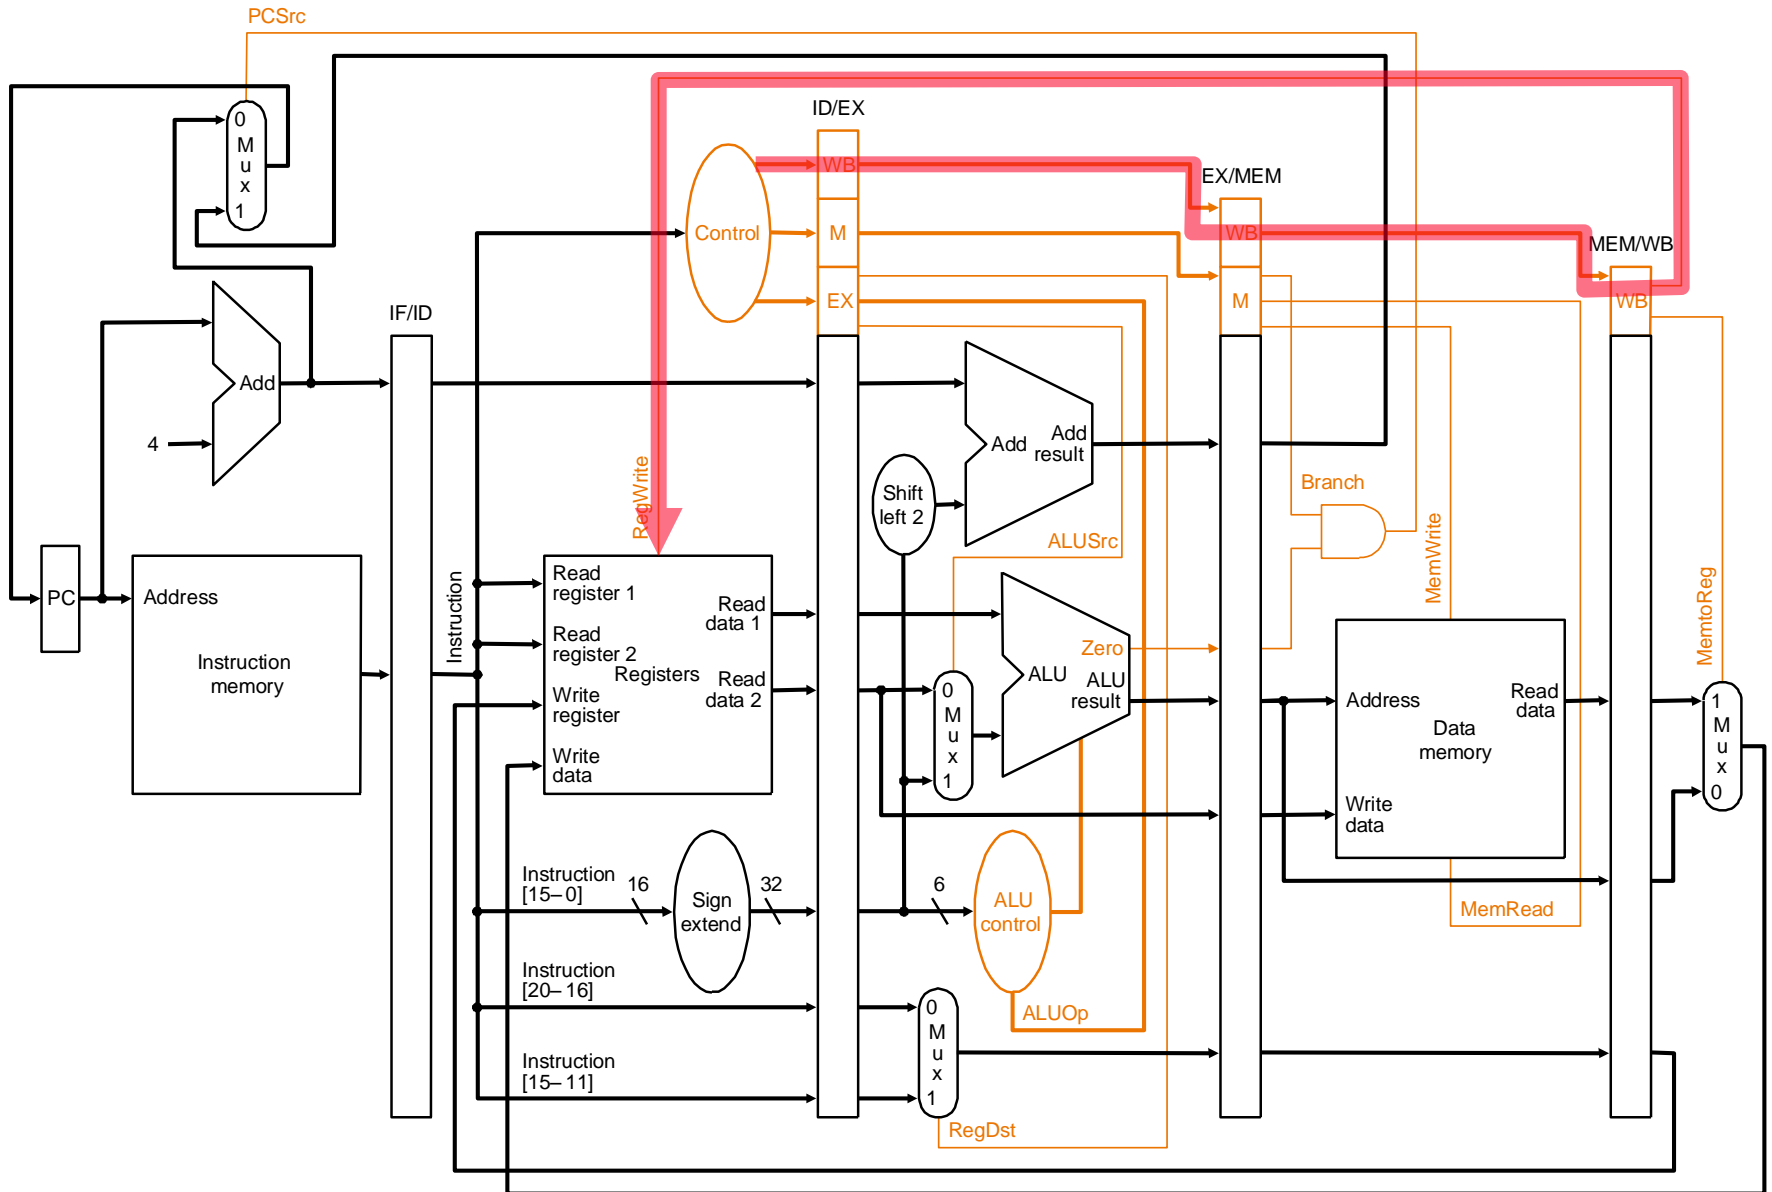 PCSrc
ID/EX
0
M
u
x
1
WB
EX/MEM
Control
M
WB
MEM/WB
EX
M
WB
IF/ID
Add
4
Add
Add
result
RegWrite
Shift
left 2
Branch
ALUSrc
MemWrite
MemtoReg
PC
Address
Instruction
memory
Instruction
Read
register 1
Read
register 2
Write
register
Write
data
Registers
Read
data 1
Read
data 2
0
M
u
x
1
Zero
ALU
ALU
result
Address
Read
data
Data
memory
Write
data
1
M
u
x
0
Instruction
[15–0]
16
Sign
extend
32
6
ALU
control
MemRead
Instruction
[20–16]
0
M
u
x
1
ALUOp
Instruction
[15–11]
RegDst